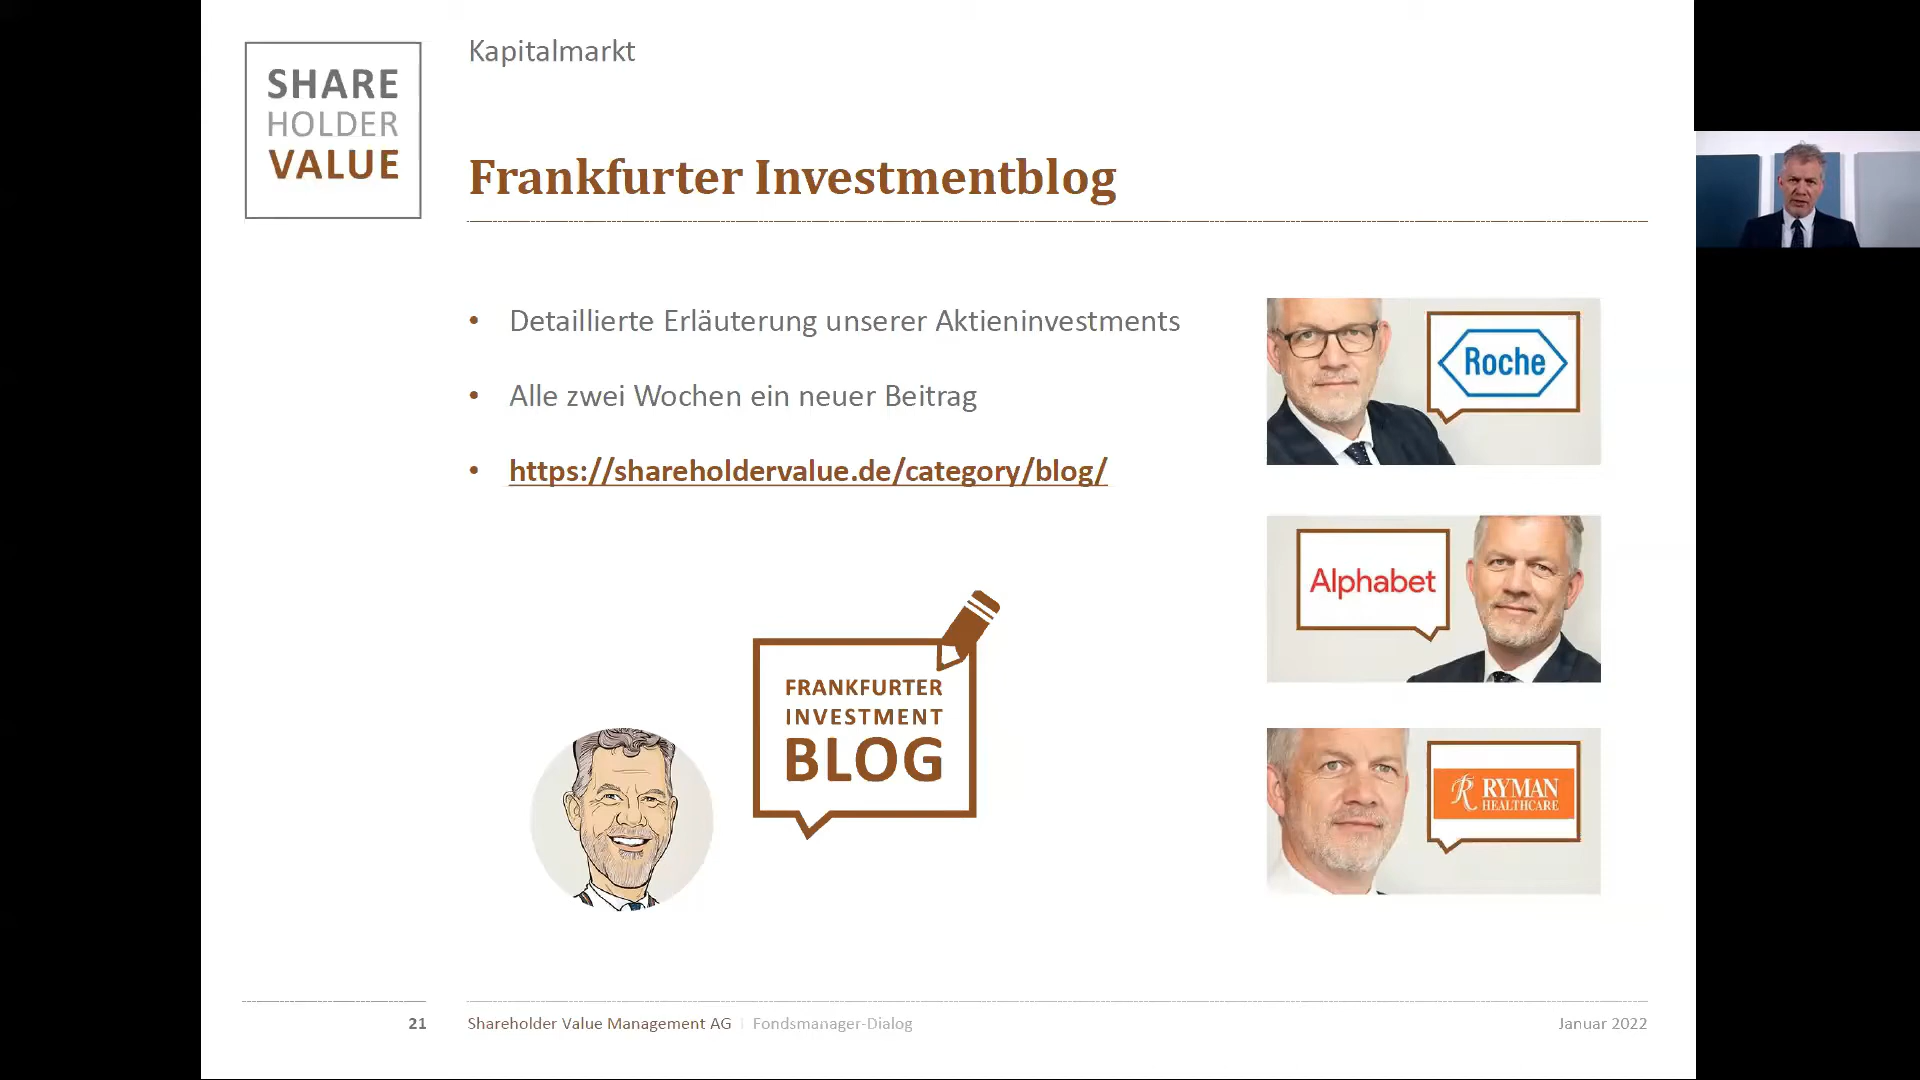 SHARE
HOLDER
VALUE
Kapitalmarkt
Frankfurter Investmentblog
• Detaillierte Erläuterung unserer Aktieninvestments
• Alle zwei Wochen ein neuer Beitrag
• https://shareholdervalue.de/category/blog/
Roche
Alphabet
RYMAN
HEALTHCARE
FRANKFURTER
INVESTMENT
BLOG
21
Shareholder Value Management AG | Fondsmanager-Dialog
Januar 2022